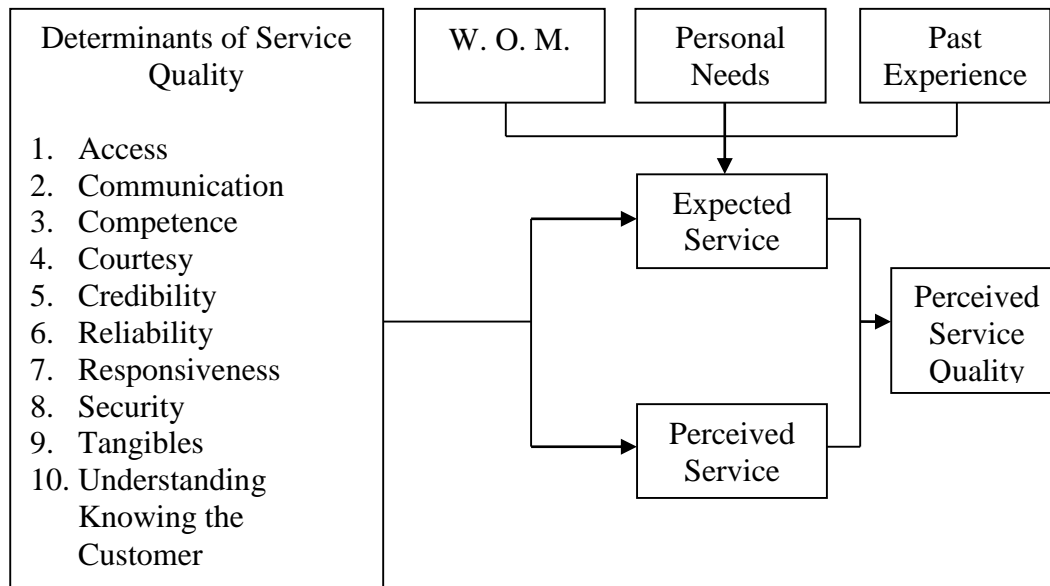 Determinants of Service
Quality
1. Access
2. Communication
3. Competence
4. Courtesy
5. Credibility
6. Reliability
7. Responsiveness
8. Security
9. Tangibles
10. Understanding
Knowing the
Customer
W. O. M.
Personal
Needs
Past
Experience
Expected
Service
Perceived
Service
Perceived
Service
Quality